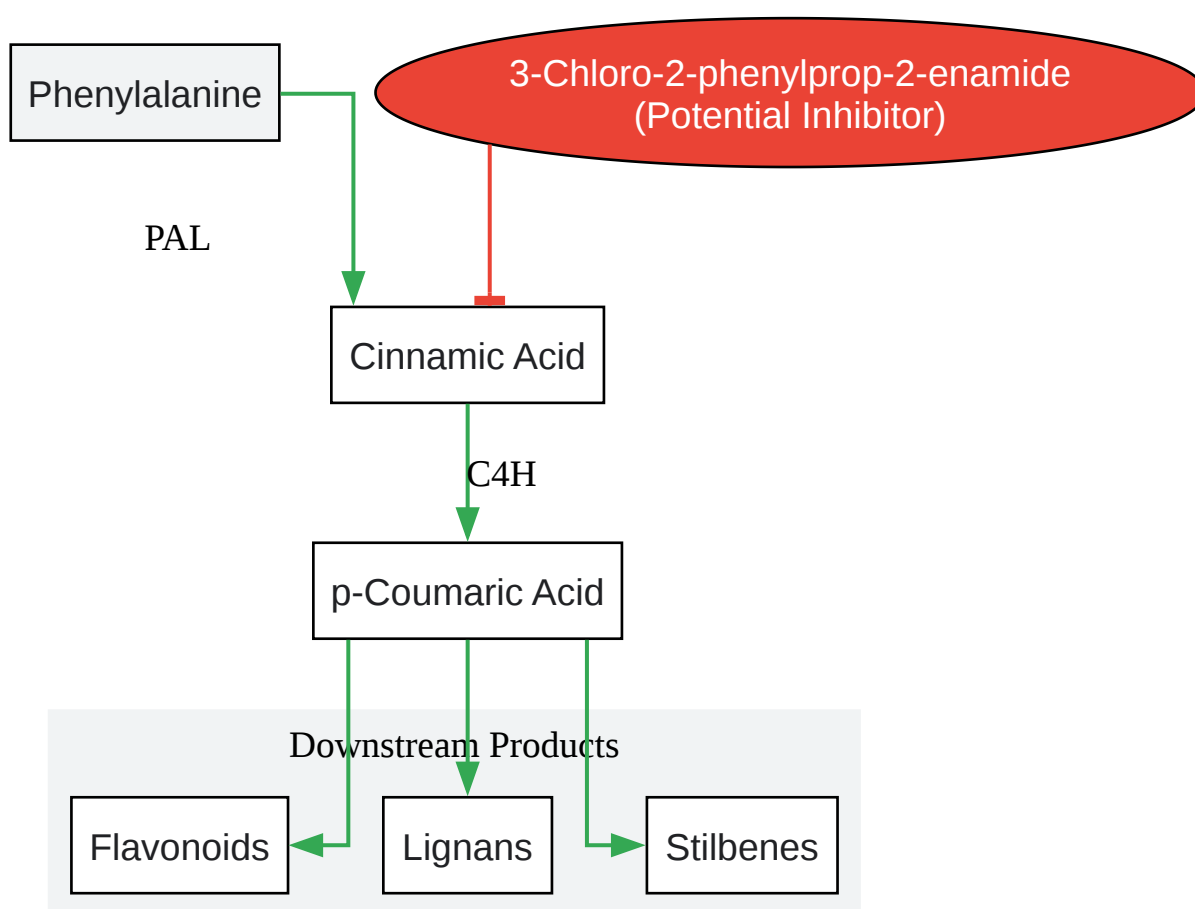 Phenylalanine
3-Chloro-2-phenylprop-2-enamide
(Potential Inhibitor)
PAL
Cinnamic Acid
C4H
p-Coumaric Acid
Downstream Products
Flavonoids
Lignans
Stilbenes